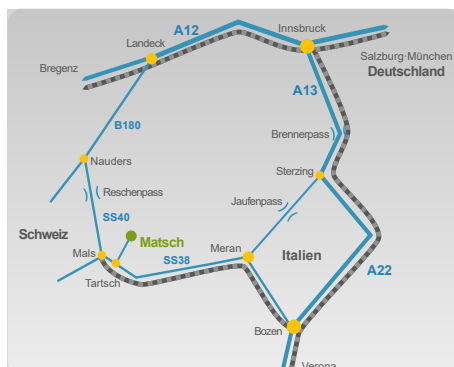 A12
Innsbruck
Landeck
Salzburg·München
Deutschland
Bregenz
A13
B180
Brennerpass
Nauders
Sterzing
Reschenpass
Jaufenpass
SS40
Schweiz
Matsch
Meran
Italien
Mals
SS38
A22
Tartsch
Bozen
Verona